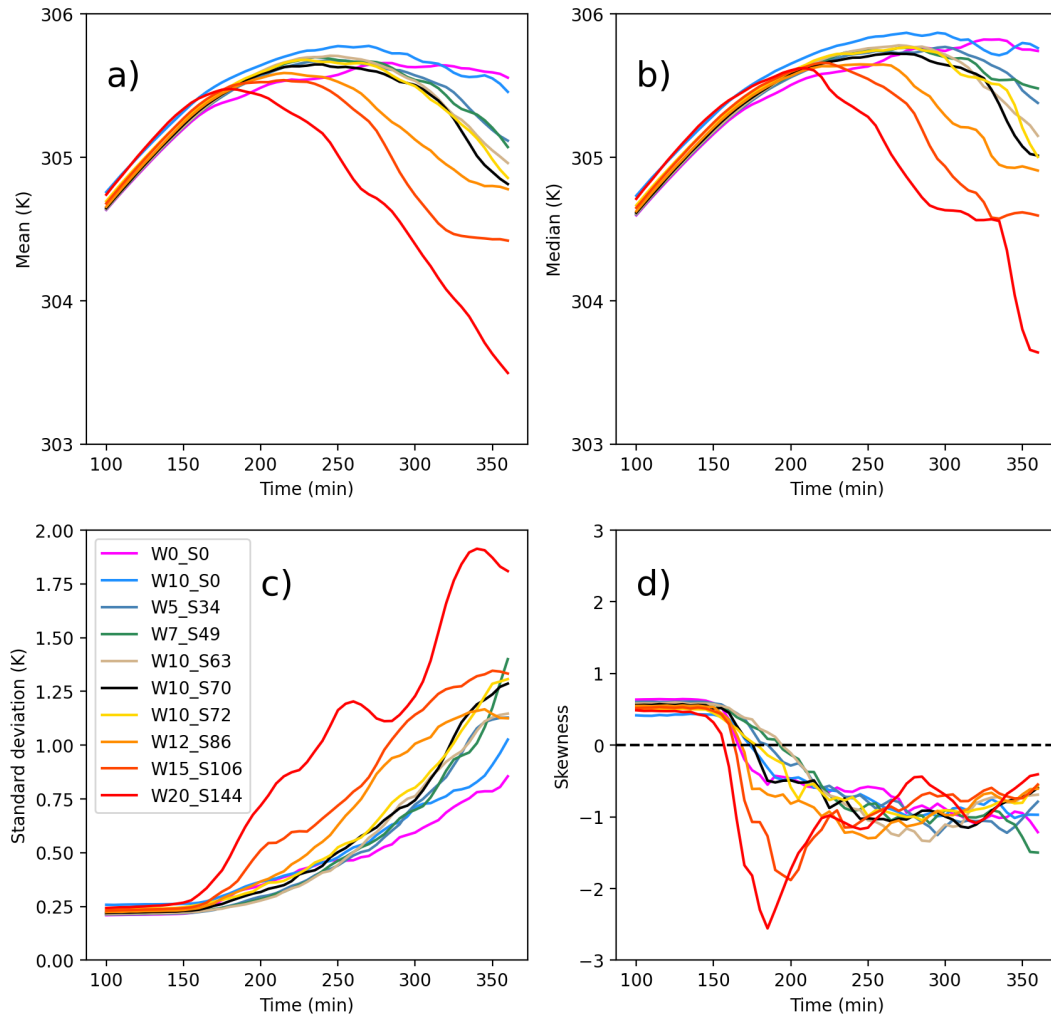 306
305
304
303
Mean (K)
a)
100 150 200 250 300 350
Time (min)
306
305
304
303
Median (K)
b)
100 150 200 250 300 350
Time (min)
2.00
1.75
1.50
1.25
1.00
0.75
0.50
0.25
0.00
Standard deviation (K)
W0_S0
W10_S0
W5_S34
W7_S49
W10_S63
W10_S70
W10_S72
W12_S86
W15_S106
W20_S144
c)
100 150 200 250 300 350
Time (min)
3
2
1
0
−1
−2
−3
Skewness
d)
100 150 200 250 300 350
Time (min)